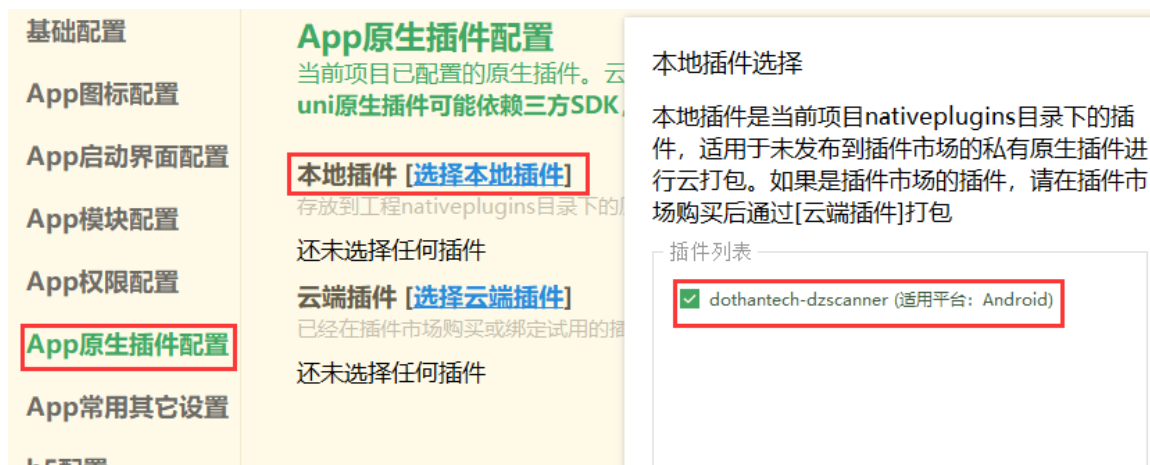 基础配置
App图标配置
App启动界面配置
App模块配置
App权限配置
App原生插件配置
App常用其它设置
App原生插件配置
当前项目已配置的原生插件。云
uni原生插件可能依赖三方SDK,
本地插件 [选择本地插件]
存放到工程nativeplugins目录下的
还未选择任何插件
云端插件 [选择云端插件]
已经在插件市场购买或绑定试用的插
还未选择任何插件
本地插件选择
本地插件是当前项目nativeplugins目录下的插
件，适用于未发布到插件市场的私有原生插件进
行云打包。如果是插件市场的插件，请在插件市
场购买后通过[云端插件]打包
插件列表
dothantech-dzscanner (适用平台：Android)